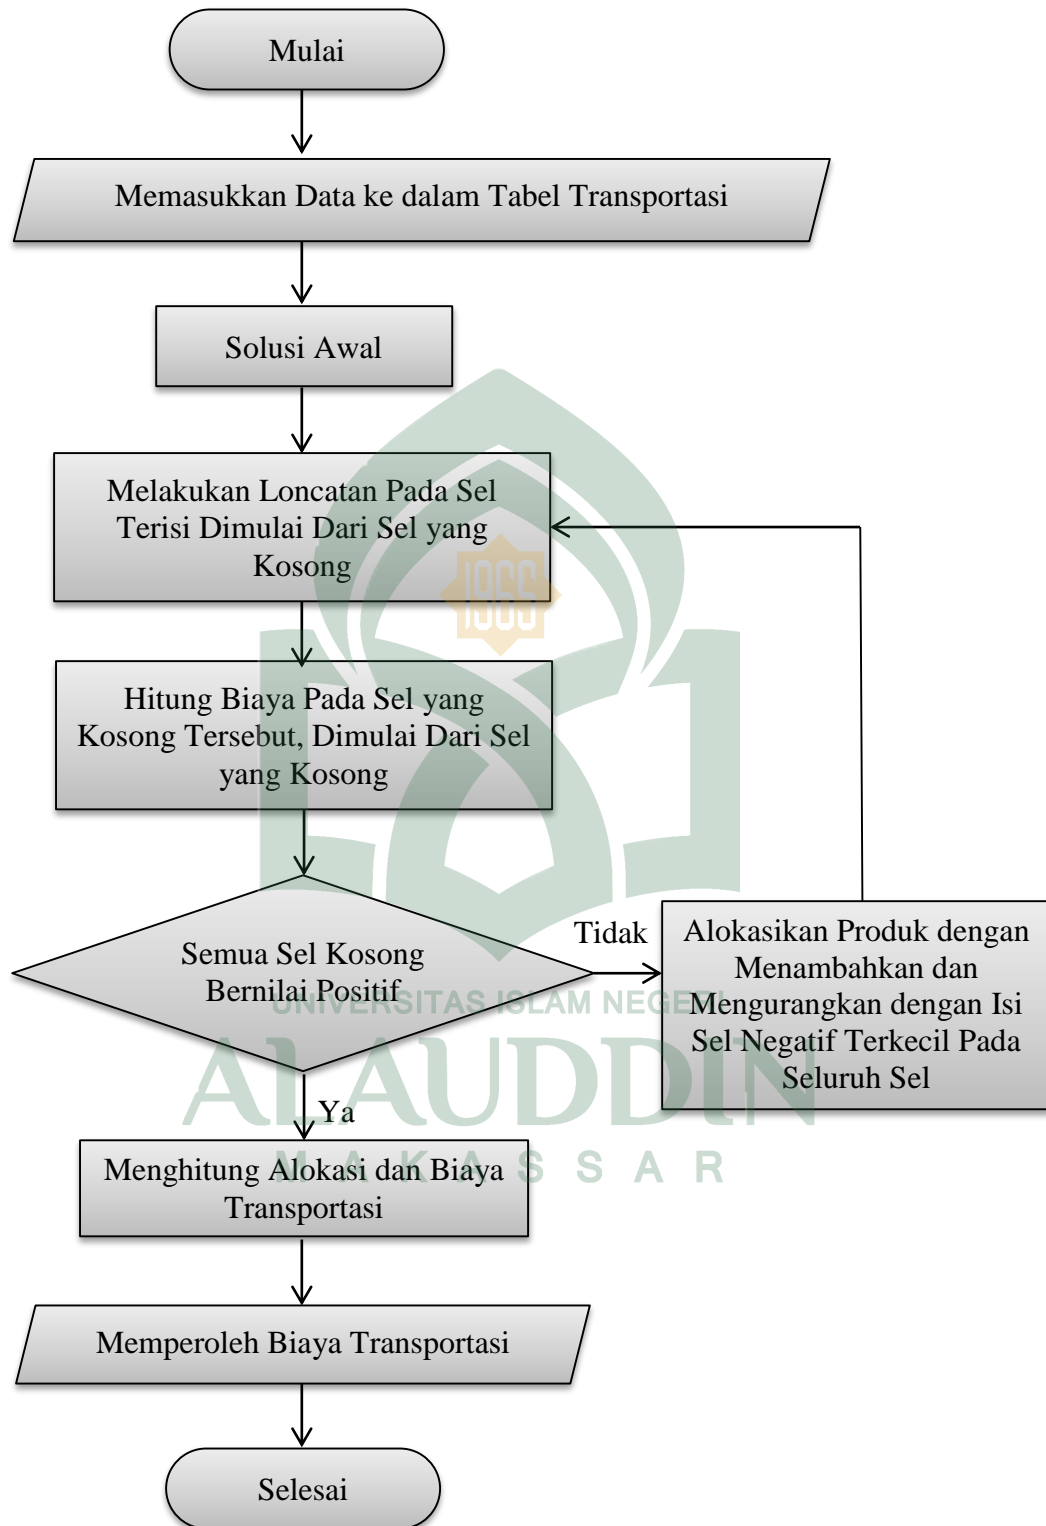 Mulai
Memasukkan Data ke dalam Tabel Transportasi
Solusi Awal
Melakukan Loncatan Pada Sel
Terisi Dimulai Dari Sel yang
Kosong
1965
Hitung Biaya Pada Sel yang
Kosong Tersebut, Dimulai Dari Sel
yang Kosong
Semua Sel Kosong
Bernilai Positif
Tidak
Alokasikan Produk dengan
Menambahkan dan
Mengurangkan dengan Isi
Sel Negatif Terkecil Pada
Seluruh Sel
UNIVERSITAS ISLAM NEGERI
ALAUDDIN
MAKASSAR
Ya
Menghitung Alokasi dan Biaya
Transportasi
Memperoleh Biaya Transportasi
Selesai